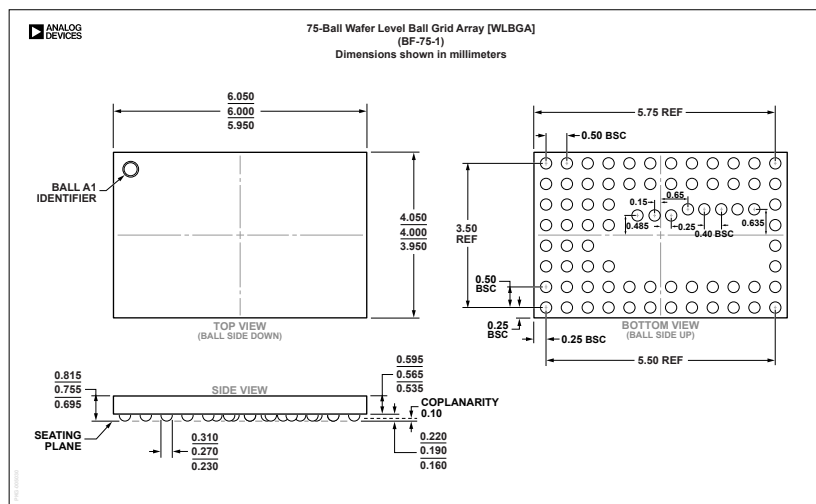 ANALOG
DEVICES
75-Ball Wafer Level Ball Grid Array [WLBGA]
(BF-75-1)
Dimensions shown in millimeters
6.050
6.000
5.950
BALL A1
IDENTIFIER
4.050
4.000
3.950
TOP VIEW
(BALL SIDE DOWN)
5.75 REF
0.50 BSC
3.50
REF
0.15
0.65
0.485
0.25
0.40 BSC
0.635
0.50
BSC
0.25
BSC
0.25 BSC
BOTTOM VIEW
(BALL SIDE UP)
5.50 REF
0.815
0.755
0.695
SIDE VIEW
0.595
0.565
0.535
COPLANARITY
0.10
SEATING
PLANE
0.310
0.270
0.230
0.220
0.190
0.160